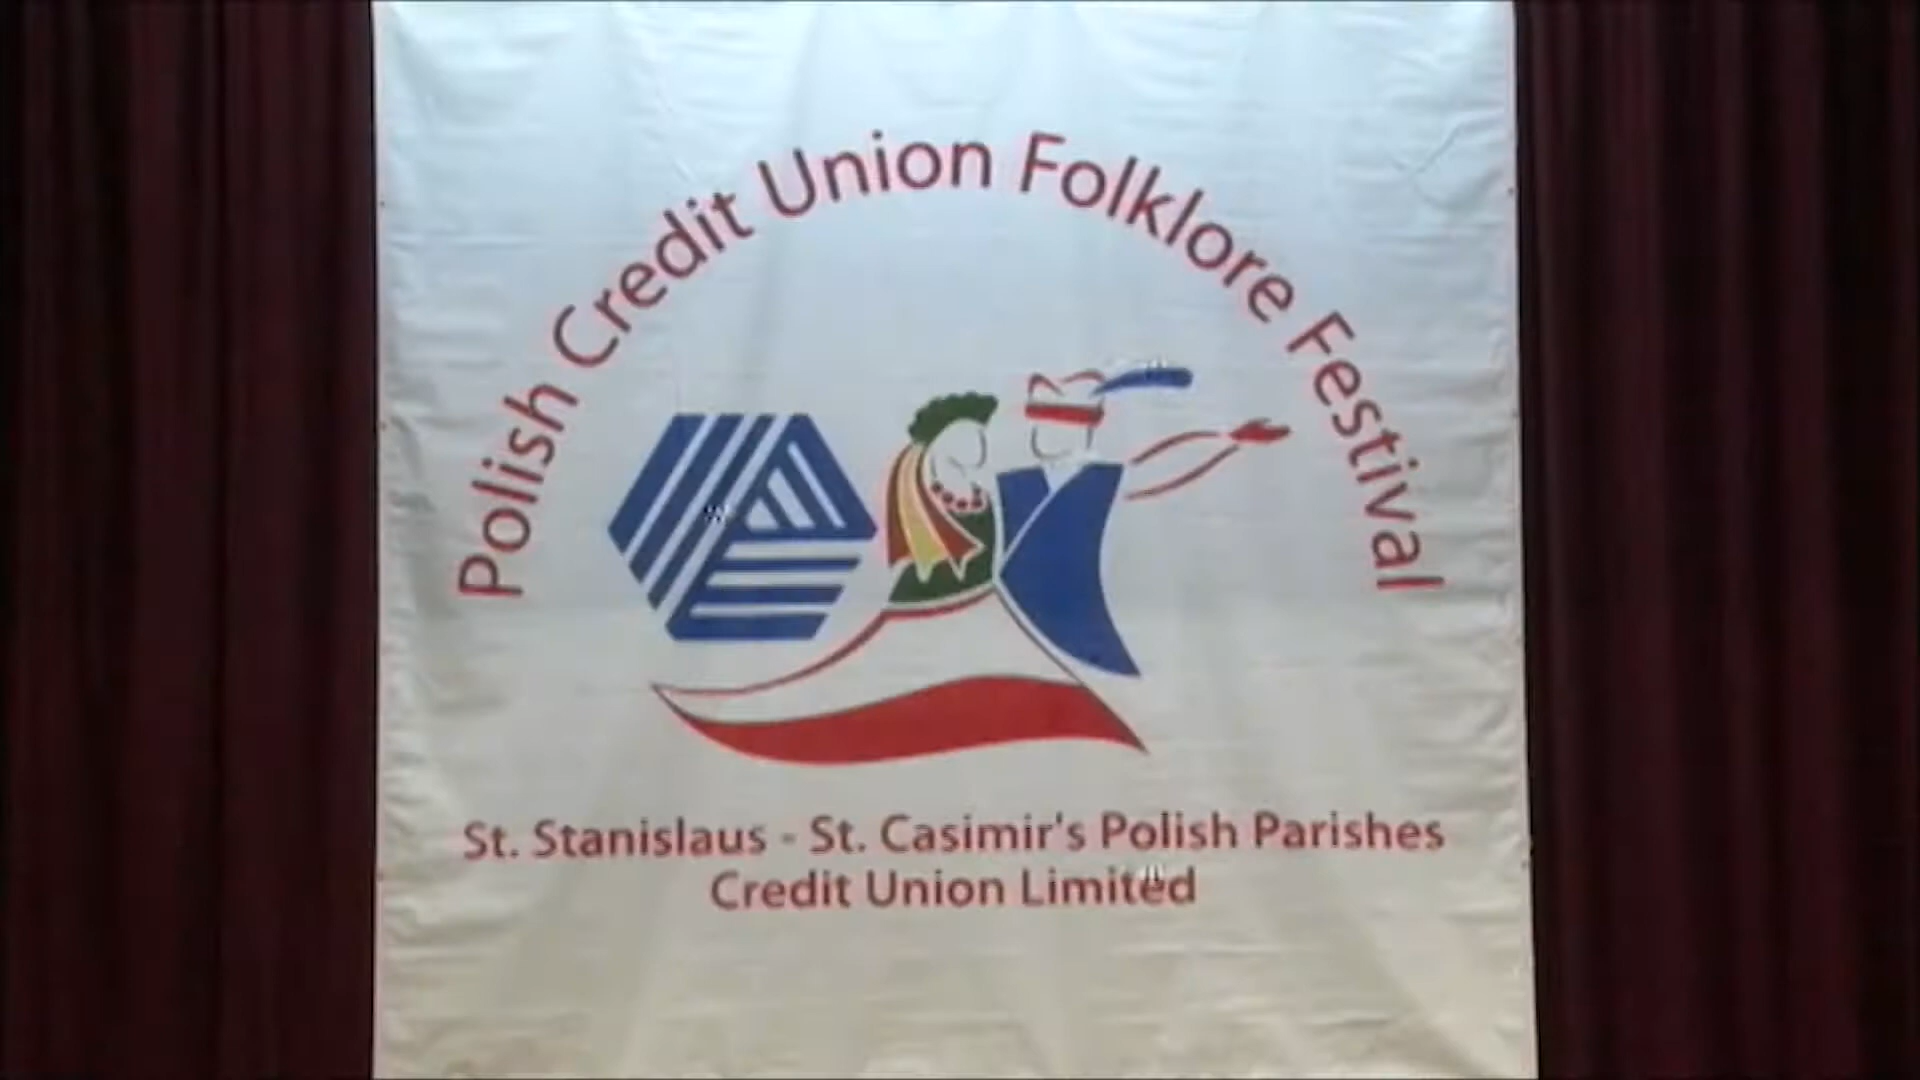 Polish Credit Union Folklore Festival
St. Stanislaus - St. Casimir's Polish Parishes
Credit Union Limited